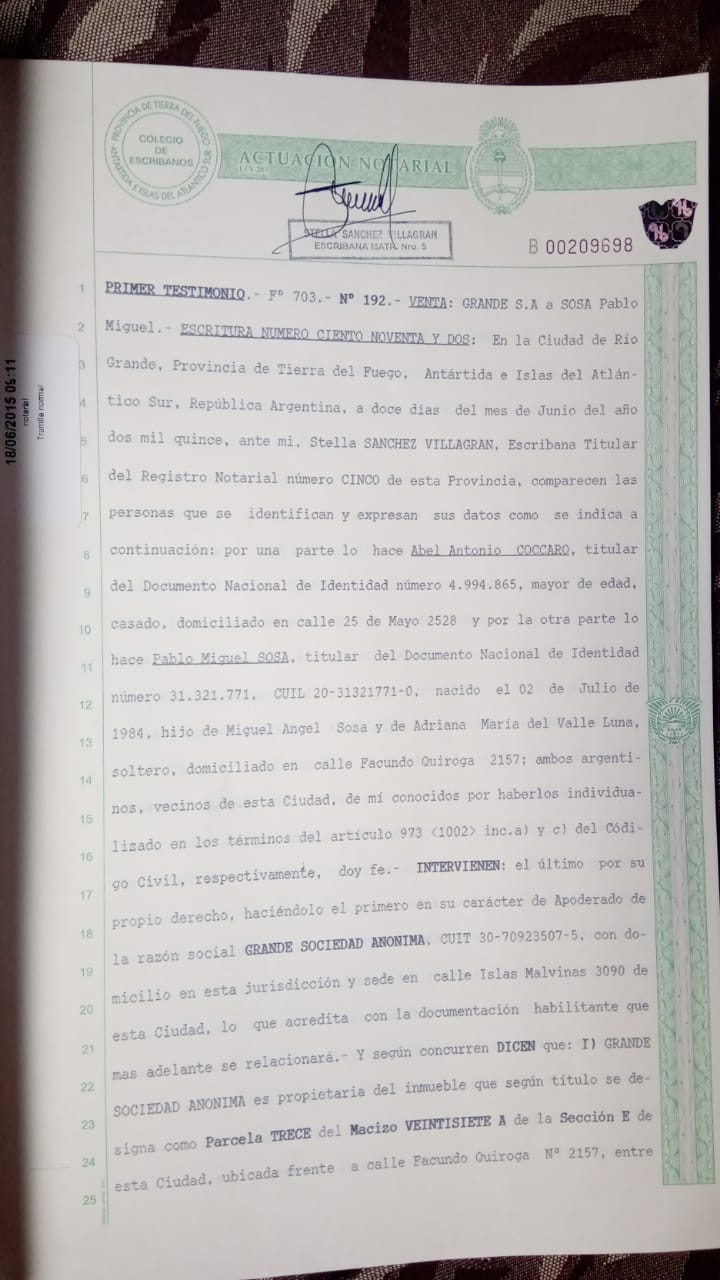 PROVINCIA DE TIERRA DEL FUEGO
ANTARTIDA E ISLAS DEL ATLANTICO SUR
COLEGIO
DE
ESCRIBANOS
ACTUACIÓN NOTARIAL
STELLA SANCHEZ VILLAGRAN
ESCRIBANA MATR. Nro. 5
B 00209698
18/06/2015
notarial
Tramite normal
1 PRIMER TESTIMONIO.- Fº 703.- Nº 192.- VENTA: GRANDE S.A a SOSA Pablo
2 Miguel.- ESCRITURA NUMERO CIENTO NOVENTA Y DOS: En la Ciudad de Río
3 Grande, Provincia de Tierra del Fuego, Antártida e Islas del Atlán-
4 tico Sur, República Argentina, a doce días del mes de Junio del año
5 dos mil quince, ante mi, Stella SANCHEZ VILLAGRAN, Escribana Titular
6 del Registro Notarial número CINCO de esta Provincia, comparecen las
7 personas que se identifican y expresan sus datos como se indica a
8 continuación: por una parte lo hace Abel Antonio COCCARO, titular
9 del Documento Nacional de Identidad número 4.994.865, mayor de edad,
10 casado, domiciliado en calle 25 de Mayo 2528 y por la otra parte lo
11 hace Pablo Miguel SOSA, titular del Documento Nacional de Identidad
12 número 31.321.771, CUIL 20-31321771-0, nacido el 02 de Julio de
13 1984, hijo de Miguel Angel Sosa y de Adriana María del Valle Luna,
14 soltero, domiciliado en calle Facundo Quiroga 2157; ambos argenti-
15 nos, vecinos de esta Ciudad, de mí conocidos por haberlos individua-
16 lizado en los términos del artículo 973 <1002> inc.a) y c) del Códi-
17 go Civil, respectivamente, doy fe.- INTERVIENEN: el último por su
18 propio derecho, haciéndolo el primero en su carácter de Apoderado de
19 la razón social GRANDE SOCIEDAD ANONIMA, CUIT 30-70923507-5, con do-
20 micilio en esta jurisdicción y sede en calle Islas Malvinas 3090 de
21 esta Ciudad, lo que acredita con la documentación habilitante que
22 mas adelante se relacionará.- Y según concurren DICEN que: I) GRANDE
23 SOCIEDAD ANONIMA es propietaria del inmueble que según título se de-
24 signa como Parcela TRECE del Macizo VEINTISIETE A de la Sección E de
25 esta Ciudad, ubicada frente a calle Facundo Quiroga Nº 2157, entre